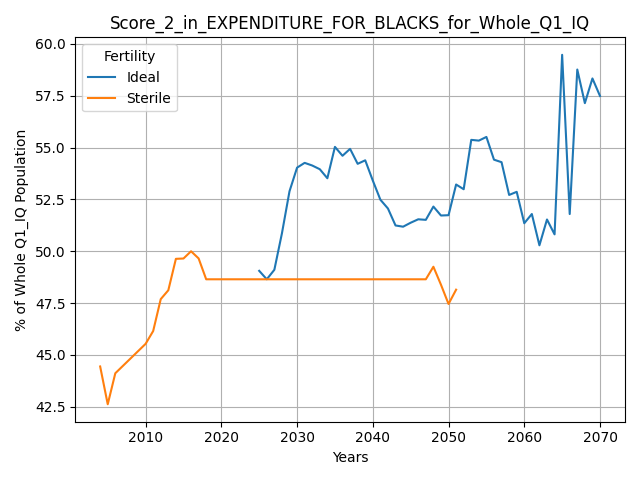 Score_2_in_EXPENDITURE_FOR_BLACKS_for_Whole_Q1_IQ
Fertility
Ideal
Sterile
% of Whole Q1_IQ Population
60.0
57.5
55.0
52.5
50.0
47.5
45.0
42.5
2010 2020 2030 2040 2050 2060 2070
Years